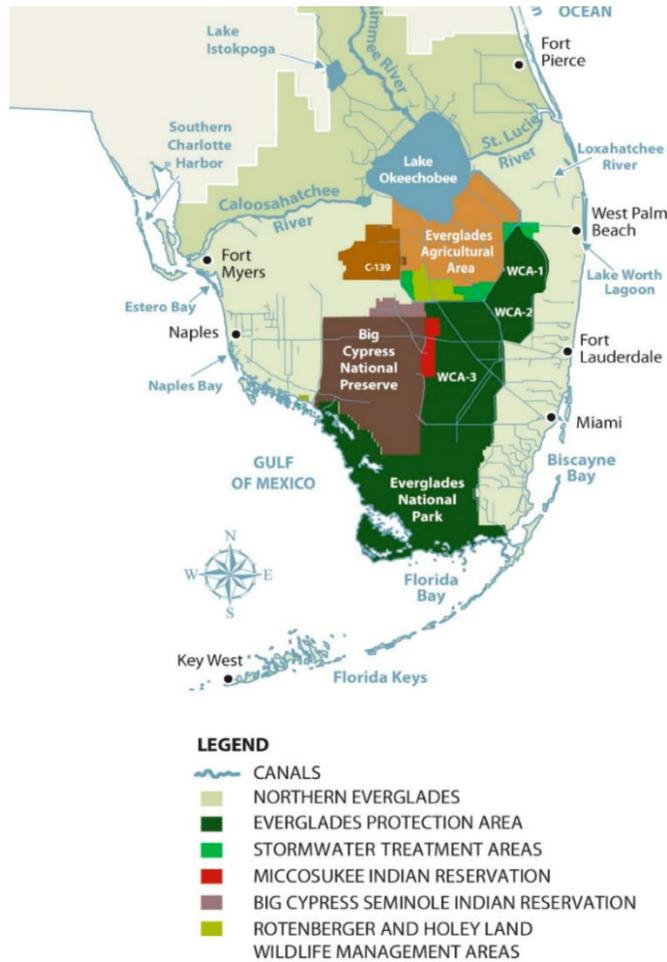 OCEAN
Lake
Istokpoga
Kissimmee River
Fort
Pierce
Southern
Charlotte
Harbor
St. Lucie
River
Loxahatchee
River
Lake
Okeechobee
Caloosahatchee
River
West Palm
Beach
Everglades
Agricultural
Area
Fort
Myers
C-139
WCA-1
Lake Worth
Lagoon
Estero Bay
WCA-2
Naples
Big
Cypress
National
Preserve
Fort
Lauderdale
WCA-3
Naples Bay
Miami
GULF
OF MEXICO
Biscayne
Bay
Everglades
National
Park
N
W
E
S
Florida
Bay
Key West
Florida Keys
LEGEND
CANALS
NORTHERN EVERGLADES
EVERGLADES PROTECTION AREA
STORMWATER TREATMENT AREAS
MICCOSUKEE INDIAN RESERVATION
BIG CYPRESS SEMINOLE INDIAN RESERVATION
ROTENBERGER AND HOLEY LAND
WILDLIFE MANAGEMENT AREAS